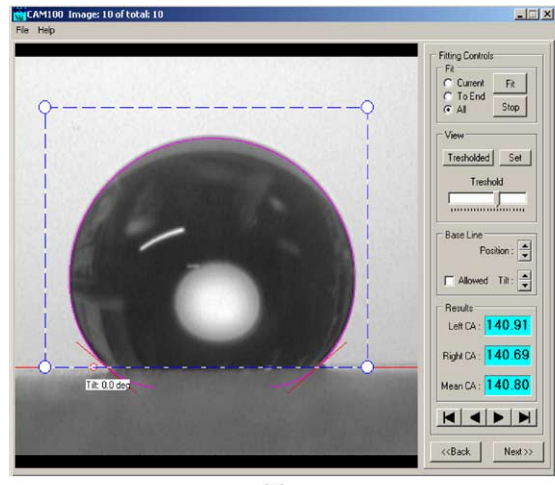 CAM100 Image: 10 of total: 10
File Help
Fitting Controls
Fit
Current
To End
All
Fit
Stop
View
Tresholded
Set
Treshold
Base Line
Position :
Allowed
Tilt :
Results
Left CA : 140.91
Right CA : 140.69
Mean CA : 140.80
<<Back
Next >>
Tilt: 0.0 deg